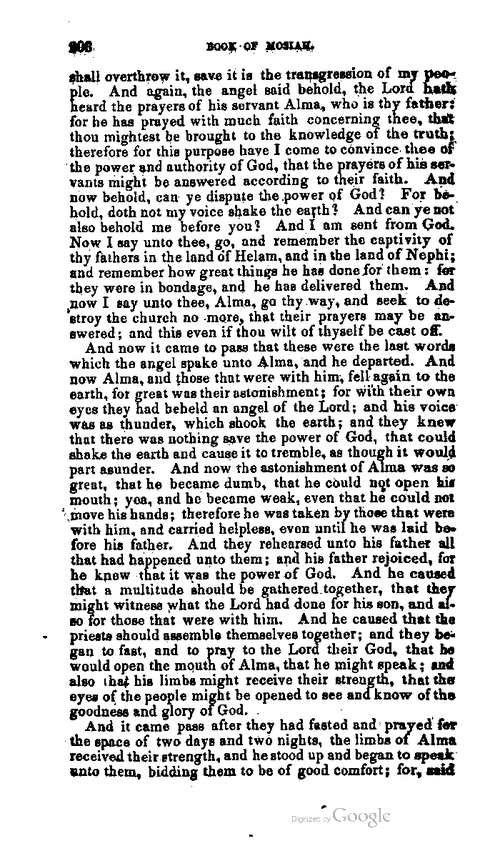 206 BOOK OF MOSIAH.
shall overthrow it, save it is the transgression of my peo-
ple. And again, the angel said behold, the Lord hath
heard the prayers of his servant Alma, who is thy father:
for he has prayed with much faith concerning thee, that
thou mightest be brought to the knowledge of the truth;
therefore for this purpose have I come to convince thee of
the power and authority of God, that the prayers of his ser-
vants might be answered according to their faith. And
now behold, can ye dispute the power of God? For be-
hold, doth not my voice shake the earth? And can ye not
also behold me before you? And I am sent from God.
Now I say unto thee, go, and remember the captivity of
thy fathers in the land of Helam, and in the land of Nephi;
and remember how great things he has done for them: for
they were in bondage, and he has delivered them. And
now I say unto thee, Alma, go thy way, and seek to de-
stroy the church no more, that their prayers may be an-
swered; and this even if thou wilt of thyself be cast off.
And now it came to pass that these were the last words
which the angel spake unto Alma, and he departed. And
now Alma, and those that were with him, fell again to the
earth, for great was their astonishment; for with their own
eyes they had beheld an angel of the Lord; and his voice
was as thunder, which shook the earth; and they knew
that there was nothing save the power of God, that could
shake the earth and cause it to tremble, as though it would
part asunder. And now the astonishment of Alma was so
great, that he became dumb, that he could not open his
mouth; yea, and he became weak, even that he could not
move his hands; therefore he was taken by those that were
with him, and carried helpless, even until he was laid be-
fore his father. And they rehearsed unto his father all
that had happened unto them; and his father rejoiced, for
he knew that it was the power of God. And he caused
that a multitude should be gathered together, that they
might witness what the Lord had done for his son, and al-
so for those that were with him. And he caused that the
priests should assemble themselves together; and they be-
gan to fast, and to pray to the Lord their God, that he
would open the mouth of Alma, that he might speak; and
also that his limbs might receive their strength, that the
eyes of the people might be opened to see and know of the
goodness and glory of God.
And it came pass after they had fasted and prayed for
the space of two days and two nights, the limbs of Alma
received their strength, and he stood up and began to speak
unto them, bidding them to be of good comfort; for, said
Digitized by Google